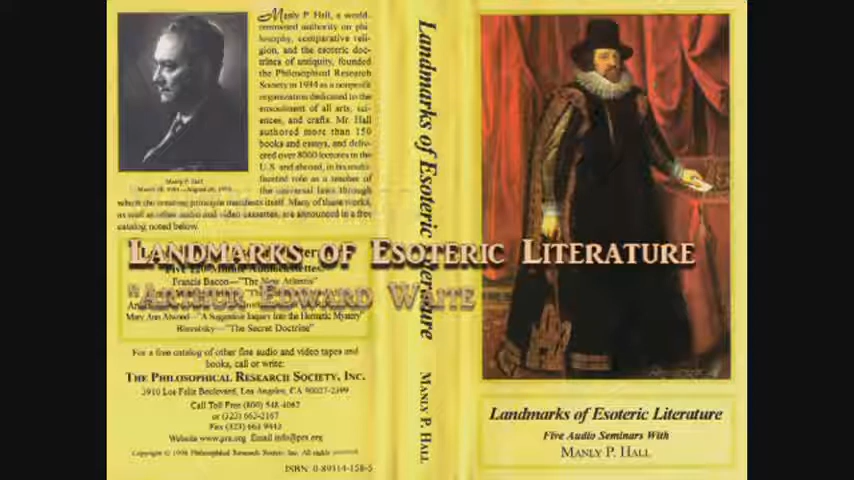 Manly P. Hall, a world-
renowned authority on phi-
losophy, comparative reli-
gion, and the esoteric doc-
trines of antiquity, founded
the Philosophical Research
Society in 1934 as a nonprofit
organization dedicated to the
ensoulment of all arts, sci-
ences, and crafts. Mr. Hall
authored more than 150
books and essays, and deliv-
ered over 8000 lectures in the
U.S. and abroad, in his multi-
faceted role as a teacher of
the universal laws through
which the creative principle manifests itself. Many of these works,
as well as other audio and video cassettes, are announced in a free
catalog noted below.
Manly P. Hall
Landmarks of Esoteric Literature
"Arthur Edward Waite
Francis Bacon—"The New Atlantis"
Mary Ann Atwood—"A Suggestive Inquiry into the Hermetic Mystery"
Blavatsky—"The Secret Doctrine"
For a free catalog of other fine audio and video tapes and
books, call or write:
THE PHILOSOPHICAL RESEARCH SOCIETY, INC.
3910 Los Feliz Boulevard, Los Angeles, CA 90027-2399
Call Toll Free (800) 548-4062
or (323) 663-2167
Fax (323) 663-9443
Website www.prs.org Email info@prs.org
Copyright © 1998 Philosophical Research Society, Inc. All rights reserved.
ISBN 0-89314-158-5
Landmarks of Esoteric Literature
MANLY P. HALL
Landmarks of Esoteric Literature
Five Audio Seminars With
MANLY P. HALL